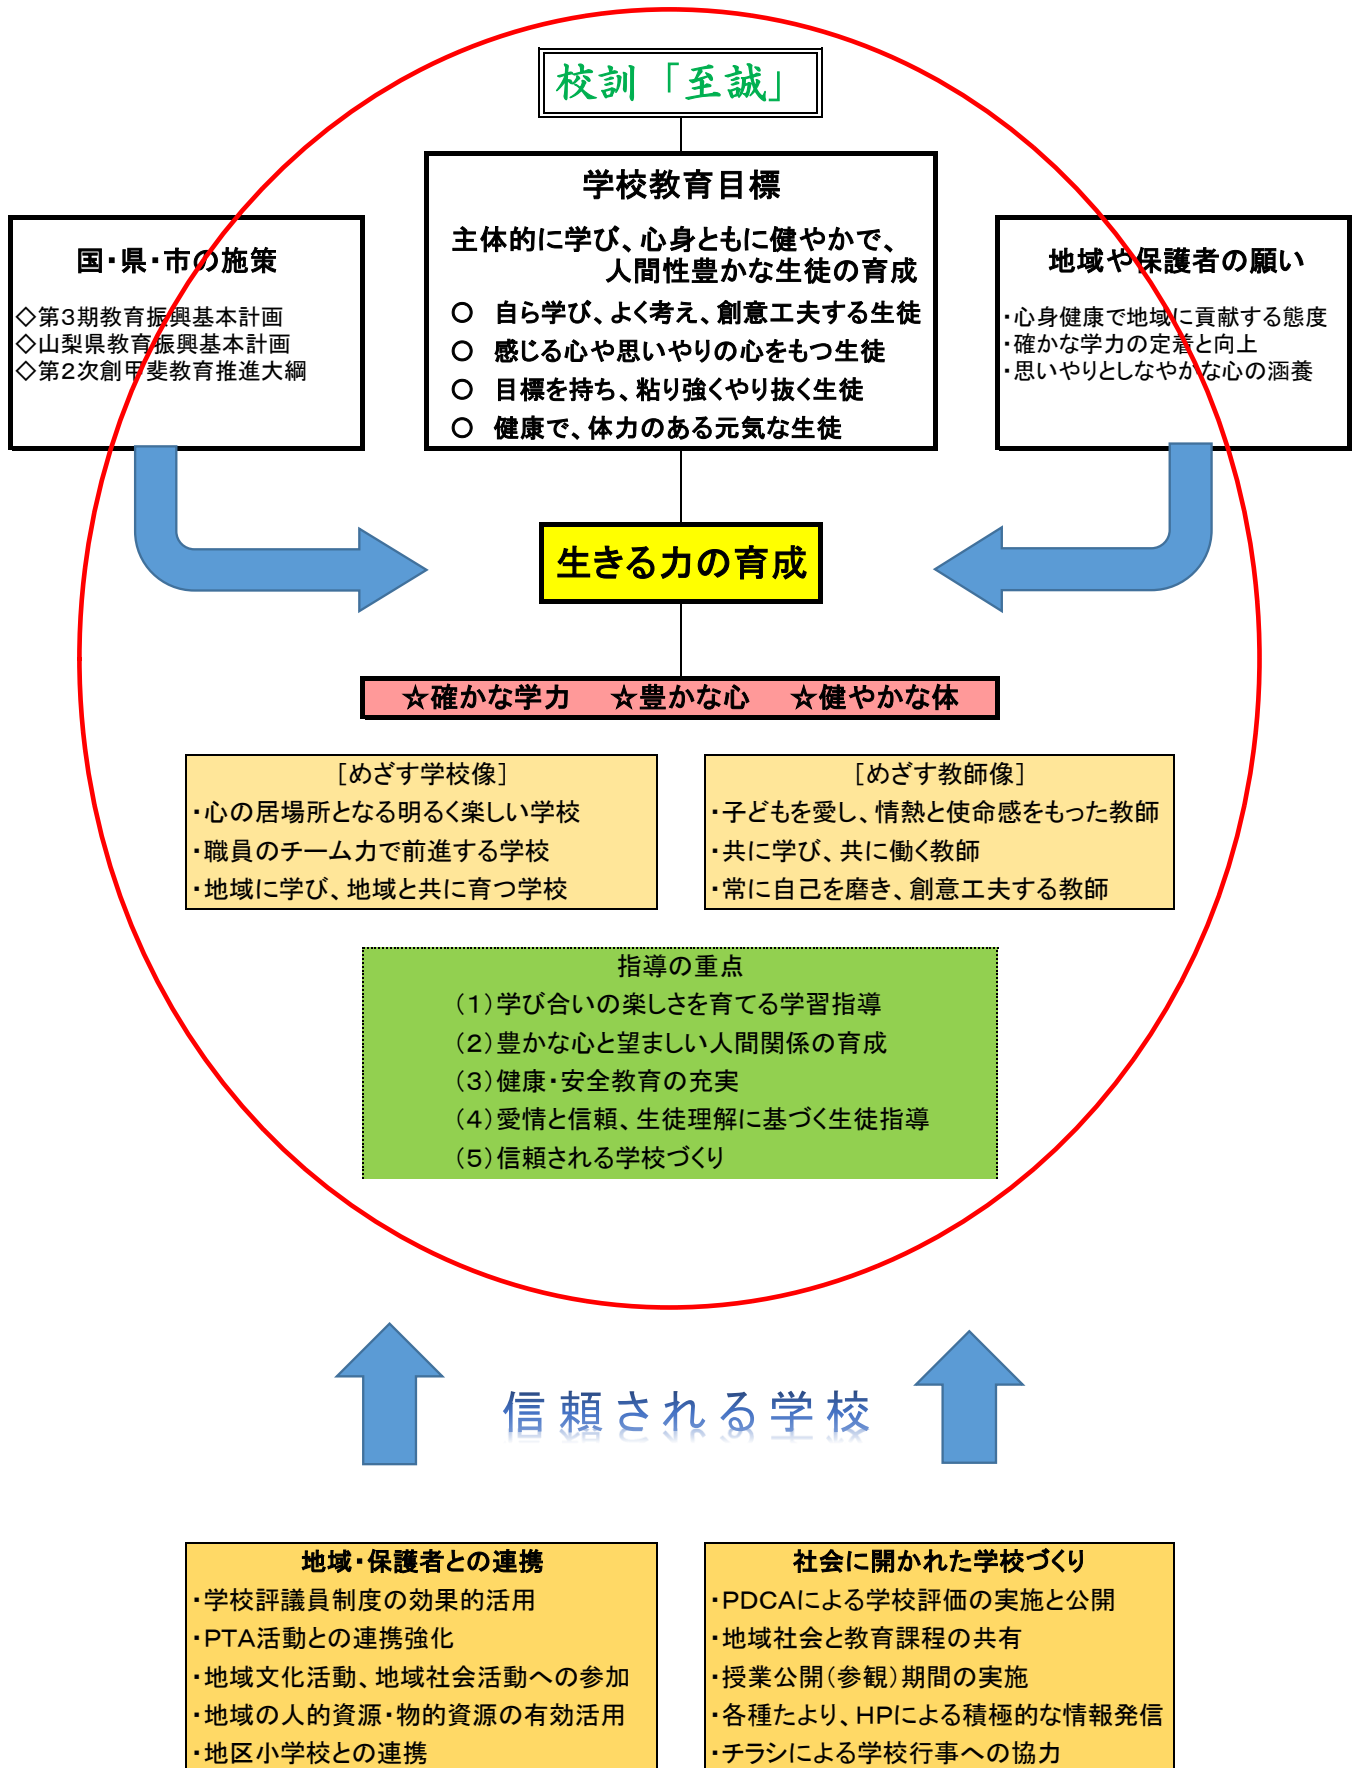 校訓「至誠」
学校教育目標
主体的に学び、心身ともに健やかで、
人間性豊かな生徒の育成
○ 自ら学び、よく考え、創意工夫する生徒
○ 感じる心や思いやりの心をもつ生徒
○ 目標を持ち、粘り強くやり抜く生徒
○ 健康で、体力のある元気な生徒
国・県・市の施策
◇第3期教育振興基本計画
◇山梨県教育振興基本計画
◇第2次創甲斐教育推進大綱
地域や保護者の願い
・心身健康で地域に貢献する態度
・確かな学力の定着と向上
・思いやりとしなやかな心の涵養
生きる力の育成
☆確かな学力 ☆豊かな心 ☆健やかな体
[めざす学校像]
・心の居場所となる明るく楽しい学校
・職員のチーム力で前進する学校
・地域に学び、地域と共に育つ学校
[めざす教師像]
・子どもを愛し、情熱と使命感をもった教師
・共に学び、共に働く教師
・常に自己を磨き、創意工夫する教師
指導の重点
(1)学び合いの楽しさを育てる学習指導
(2)豊かな心と望ましい人間関係の育成
(3)健康・安全教育の充実
(4)愛情と信頼、生徒理解に基づく生徒指導
(5)信頼される学校づくり
信頼される学校
地域・保護者との連携
・学校評議員制度の効果的活用
・PTA活動との連携強化
・地域文化活動、地域社会活動への参加
・地域の人的資源・物的資源の有効活用
・地区小学校との連携
社会に開かれた学校づくり
・PDCAによる学校評価の実施と公開
・地域社会と教育課程の共有
・授業公開(参観)期間の実施
・各種たより、HPによる積極的な情報発信
・チラシによる学校行事への協力